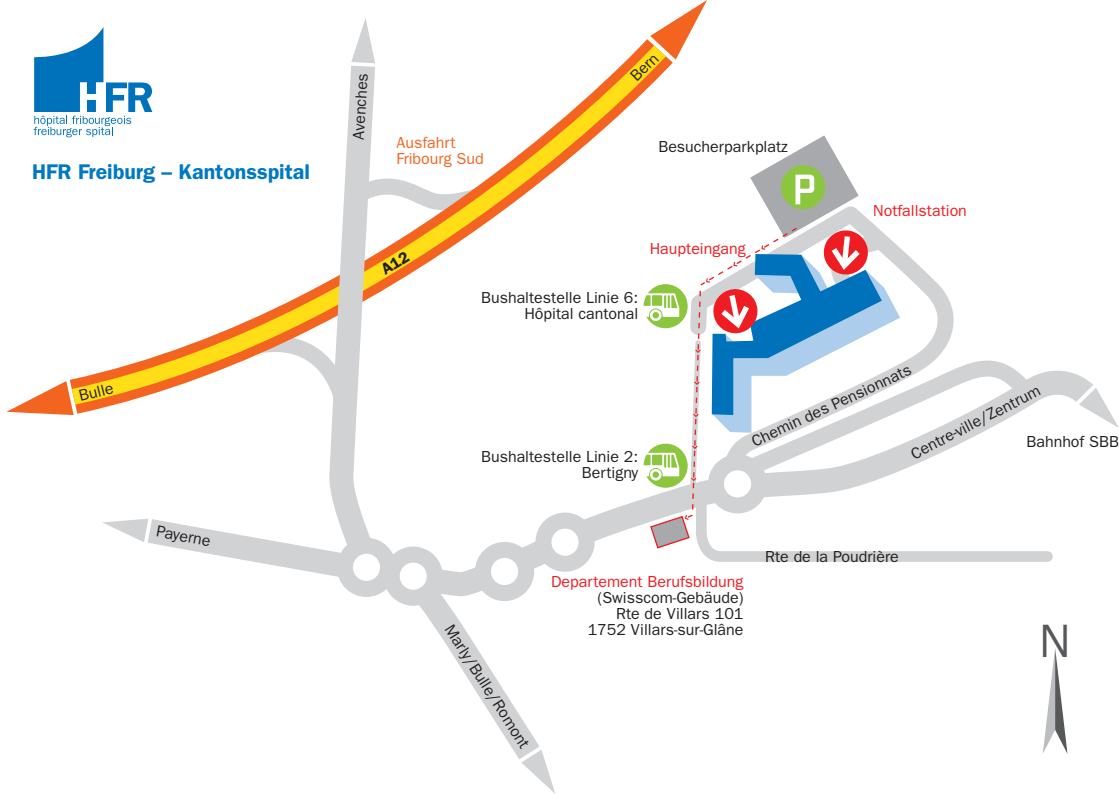 HFR
hôpital fribourgeois
freiburger spital
HFR Freiburg – Kantonsspital
Avenches
Ausfahrt
Fribourg Sud
Bern
A12
Bulle
Besucherparkplatz
P
Notfallstation
Haupteingang
Bushaltestelle Linie 6:
Hôpital cantonal
Chemin des Pensionnats
Centre-ville/Zentrum
Bahnhof SBB
Bushaltestelle Linie 2:
Bertigny
Payerne
Rte de la Poudrière
Departement Berufsbildung
(Swisscom-Gebäude)
Rte de Villars 101
1752 Villars-sur-Glâne
Marly/Bulle/Romont
N